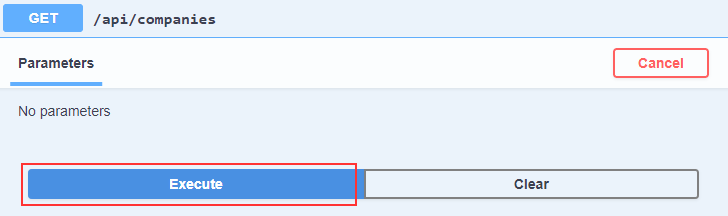 GET /api/companies
Parameters Cancel
No parameters
Execute Clear